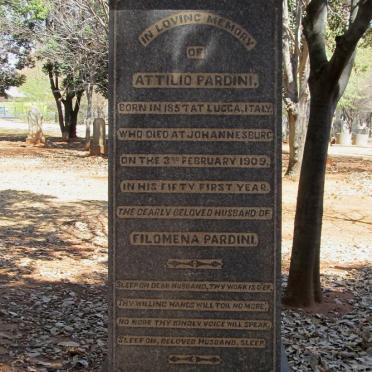 IN LOVING MEMORY
OF
ATTILIO PARDINI.
BORN IN 1857 AT LUCCA, ITALY.
WHO DIED AT JOHANNESBURG
ON THE 3RD FEBRUARY 1909.
IN HIS FIFTY FIRST YEAR.
THE DEARLY BELOVED HUSBAND OF
FILOMENA PARDINI.
SLEEP ON DEAR HUSBAND, THY WORK IS O'ER,
THY WILLING HANDS WILL TOIL NO MORE,
NO MORE THY KINDLY VOICE WILL SPEAK,
SLEEP ON, BELOVED HUSBAND, SLEEP.